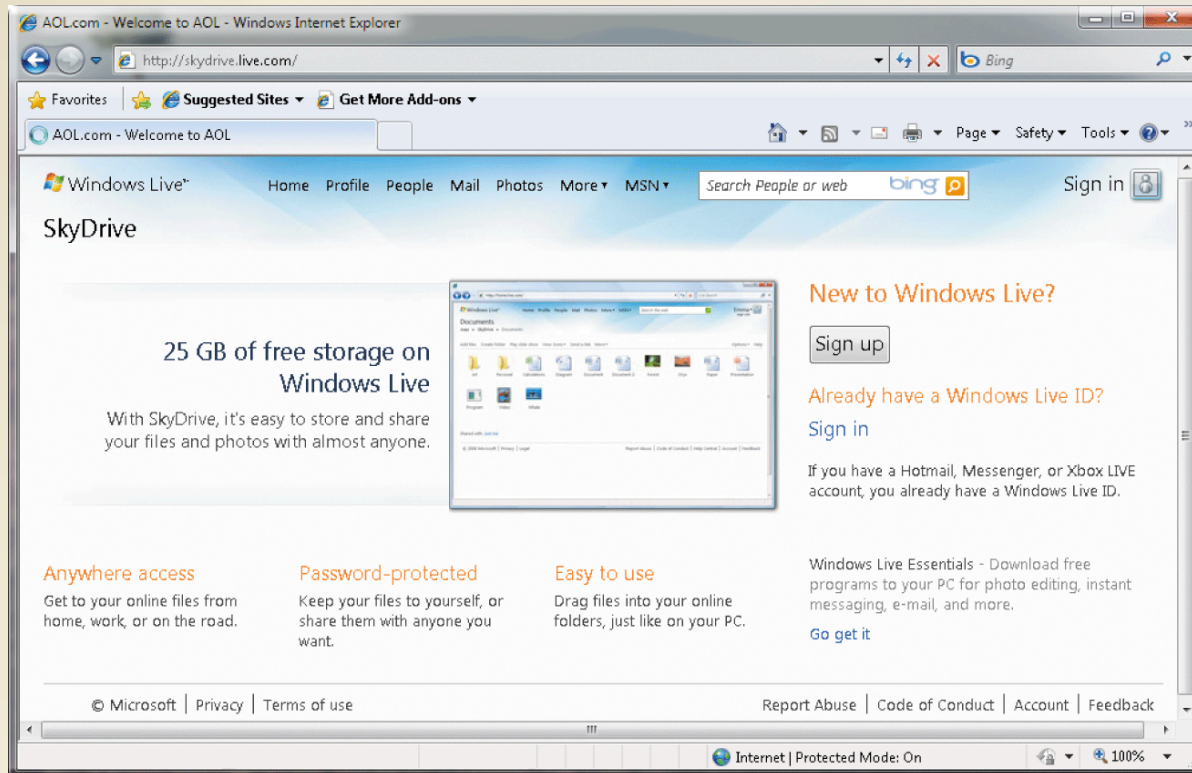 AOL.com - Welcome to AOL - Windows Internet Explorer
http://skydrive.live.com/
Bing
Favorites Suggested Sites Get More Add-ons
AOL.com - Welcome to AOL Page Safety Tools
Windows Live™ Home Profile People Mail Photos More MSN Search People or web bing Sign in
SkyDrive
25 GB of free storage on
Windows Live
With SkyDrive, it's easy to store and share
your files and photos with almost anyone.
Documents
New to Windows Live?
Sign up
Already have a Windows Live ID?
Sign in
If you have a Hotmail, Messenger, or Xbox LIVE
account, you already have a Windows Live ID.
Anywhere access
Get to your online files from
home, work, or on the road.
Password-protected
Keep your files to yourself, or
share them with anyone you
want.
Easy to use
Drag files into your online
folders, just like on your PC.
Windows Live Essentials - Download free
programs to your PC for photo editing, instant
messaging, e-mail, and more.
Go get it
© Microsoft | Privacy | Terms of use Report Abuse | Code of Conduct | Account | Feedback
Internet | Protected Mode: On 100%